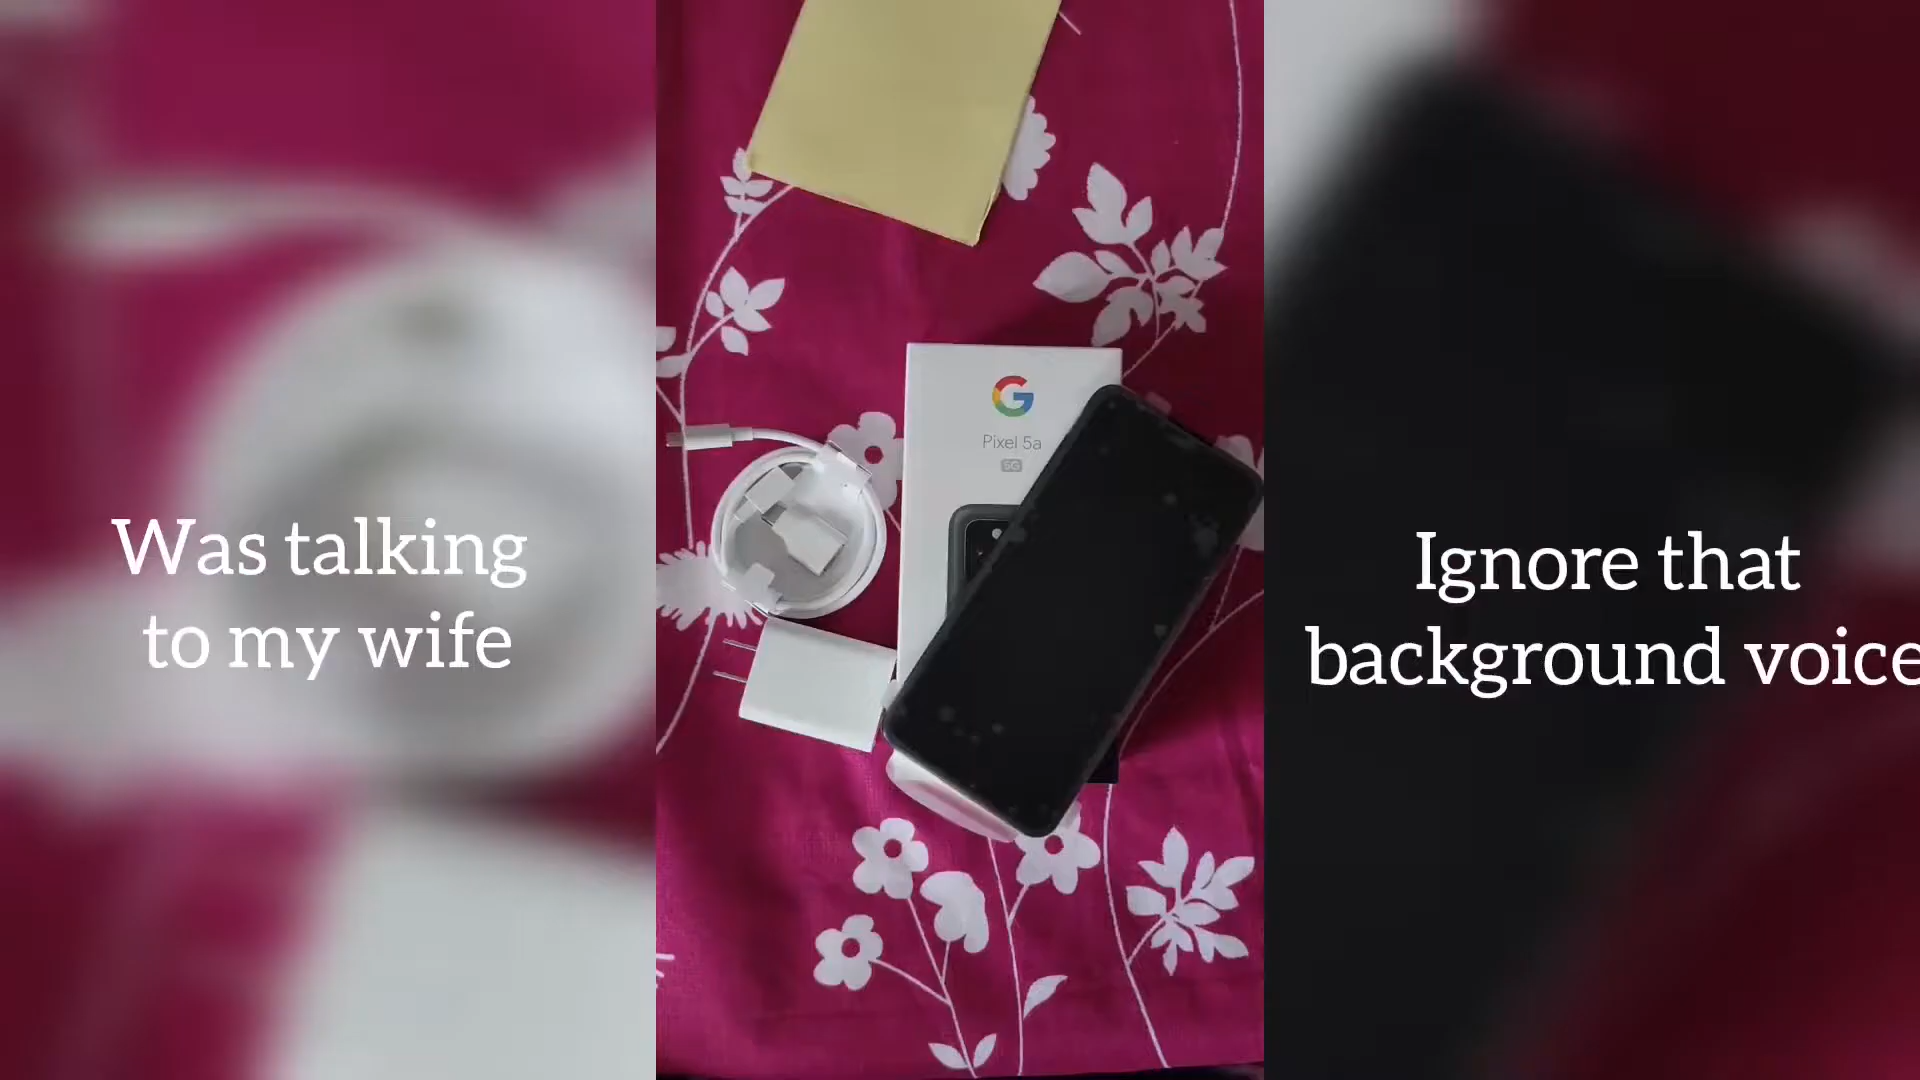 Was talking
to my wife
G
Pixel 5a
5G
Ignore that
background voice